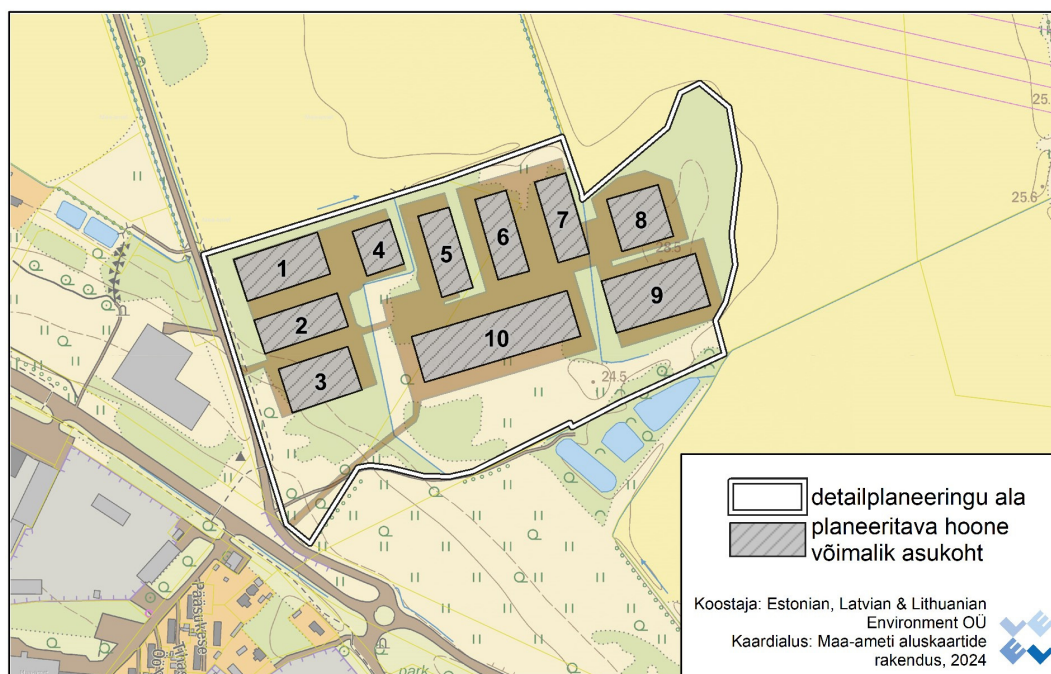 25.6
1
2
3
4
5
6
7
8
23.5
9
10
24.5
Pääsukese
park
detailplaneeringu ala
planeeritava hoone
võimalik asukoht
Koostaja: Estonian, Latvian & Lithuanian
Environment OÜ
Kaardialus: Maa-ameti aluskaartide
rakendus, 2024